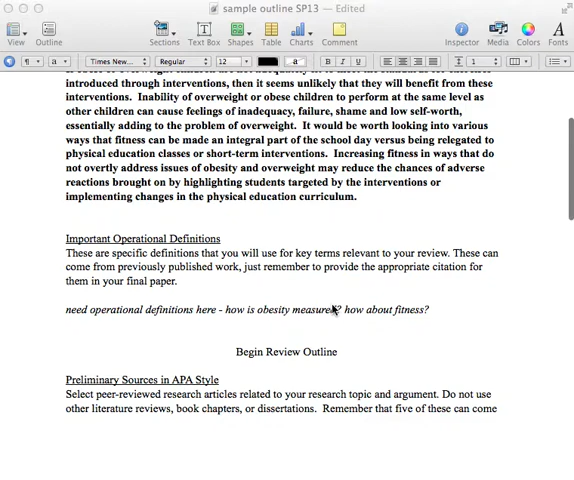 sample outline SP13 — Edited
View Outline Sections Text Box Shapes Table Charts Comment Inspector Media Colors Fonts
¶ a Times New... Regular 12 a B I U 1
introduced through interventions, then it seems unlikely that they will benefit from these
interventions. Inability of overweight or obese children to perform at the same level as
other children can cause feelings of inadequacy, failure, shame and low self-worth,
essentially adding to the problem of overweight. It would be worth looking into various
ways that fitness can be made an integral part of the school day versus being relegated to
physical education classes or short-term interventions. Increasing fitness in ways that do
not overtly address issues of obesity and overweight may reduce the chances of adverse
reactions brought on by highlighting students targeted by the interventions or
implementing changes in the physical education curriculum.
Important Operational Definitions
These are specific definitions that you will use for key terms relevant to your review. These can
come from previously published work, just remember to provide the appropriate citation for
them in your final paper.
need operational definitions here - how is obesity measured? how about fitness?
Begin Review Outline
Preliminary Sources in APA Style
Select peer-reviewed research articles related to your research topic and argument. Do not use
other literature reviews, book chapters, or dissertations. Remember that five of these can come